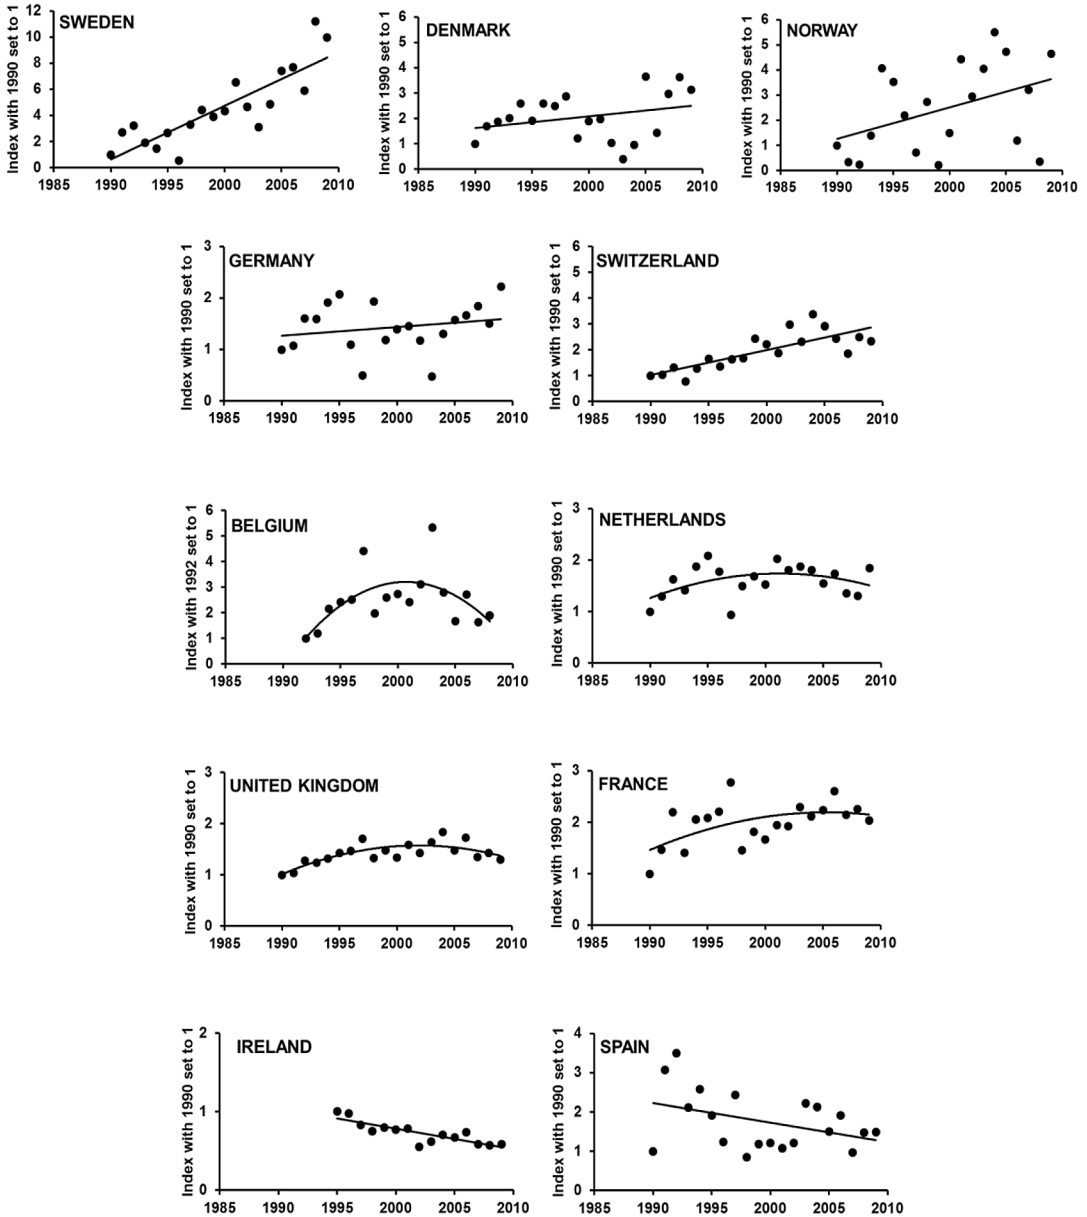 SWEDEN
Index with 1990 set to 1
12
10
8
6
4
2
0
1985 1990 1995 2000 2005 2010
DENMARK
Index with 1990 set to 1
6
5
4
3
2
1
0
1985 1990 1995 2000 2005 2010
NORWAY
Index with 1990 set to 1
6
5
4
3
2
1
0
1985 1990 1995 2000 2005 2010
GERMANY
Index with 1990 set to 1
3
2
1
0
1985 1990 1995 2000 2005 2010
SWITZERLAND
Index with 1990 set to 1
6
5
4
3
2
1
0
1985 1990 1995 2000 2005 2010
BELGIUM
Index with 1992 set to 1
6
5
4
3
2
1
0
1985 1990 1995 2000 2005 2010
NETHERLANDS
Index with 1990 set to 1
3
2
1
0
1985 1990 1995 2000 2005 2010
UNITED KINGDOM
Index with 1990 set to 1
3
2
1
0
1985 1990 1995 2000 2005 2010
FRANCE
Index with 1990 set to 1
3
2
1
0
1985 1990 1995 2000 2005 2010
IRELAND
Index with 1990 set to 1
2
1
0
1985 1990 1995 2000 2005 2010
SPAIN
Index with 1990 set to 1
4
3
2
1
0
1985 1990 1995 2000 2005 2010